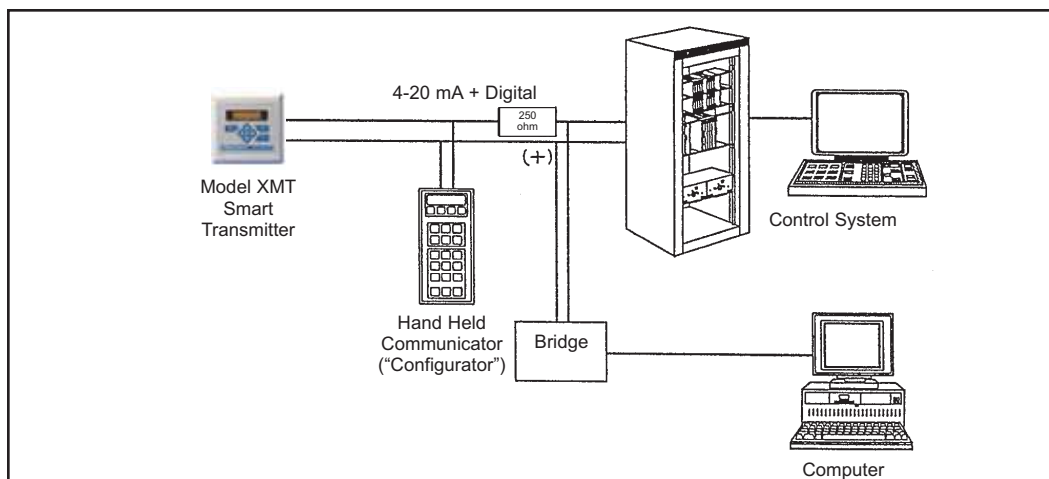 4-20 mA + Digital
250
ohm
(+)
Model XMT
Smart
Transmitter
Control System
Hand Held
Communicator
(“Configurator”)
Bridge
Computer